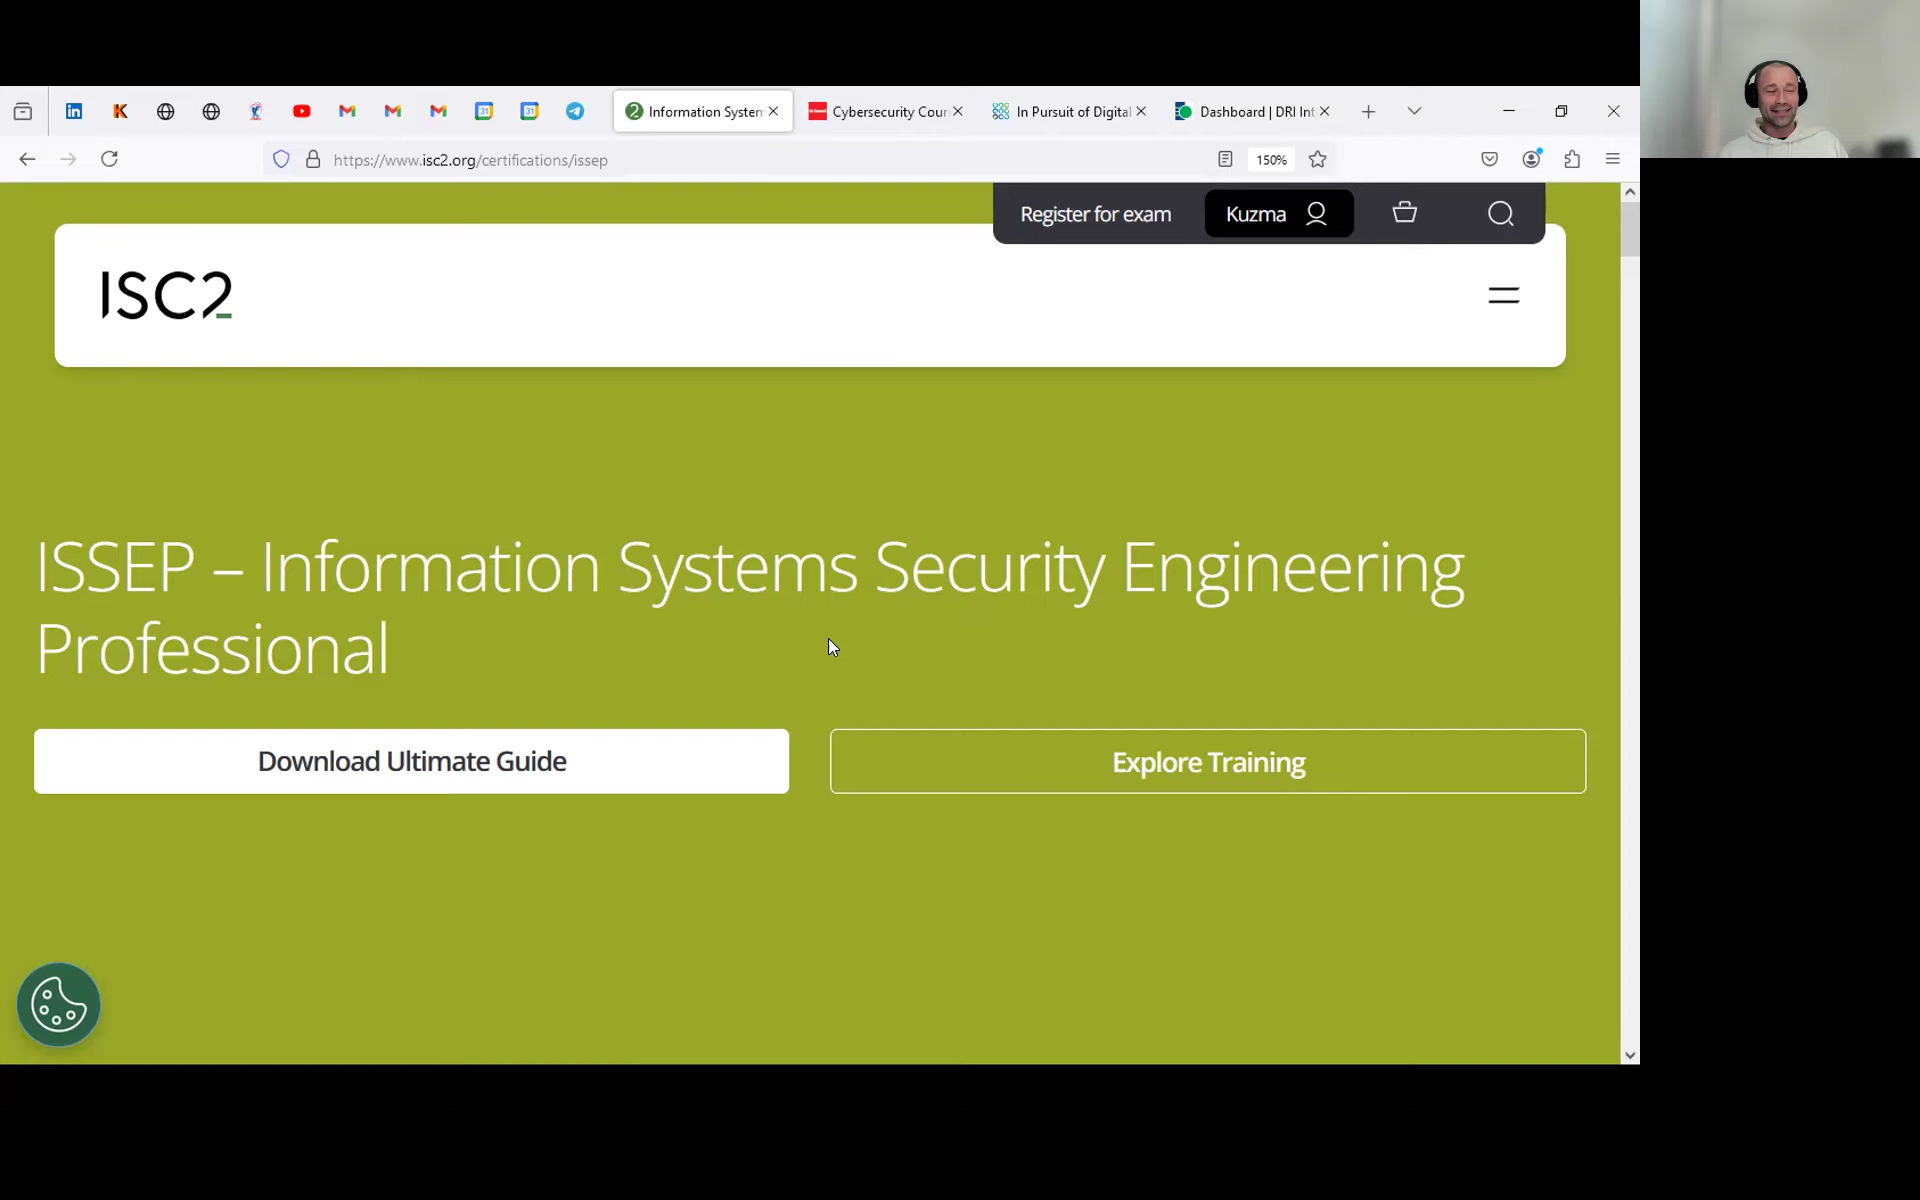 Information System
Cybersecurity Cour
In Pursuit of Digital
Dashboard | DRI Int
https://www.isc2.org/certifications/issep
150%
Register for exam
Kuzma
ISC2
ISSEP – Information Systems Security Engineering
Professional
Download Ultimate Guide
Explore Training